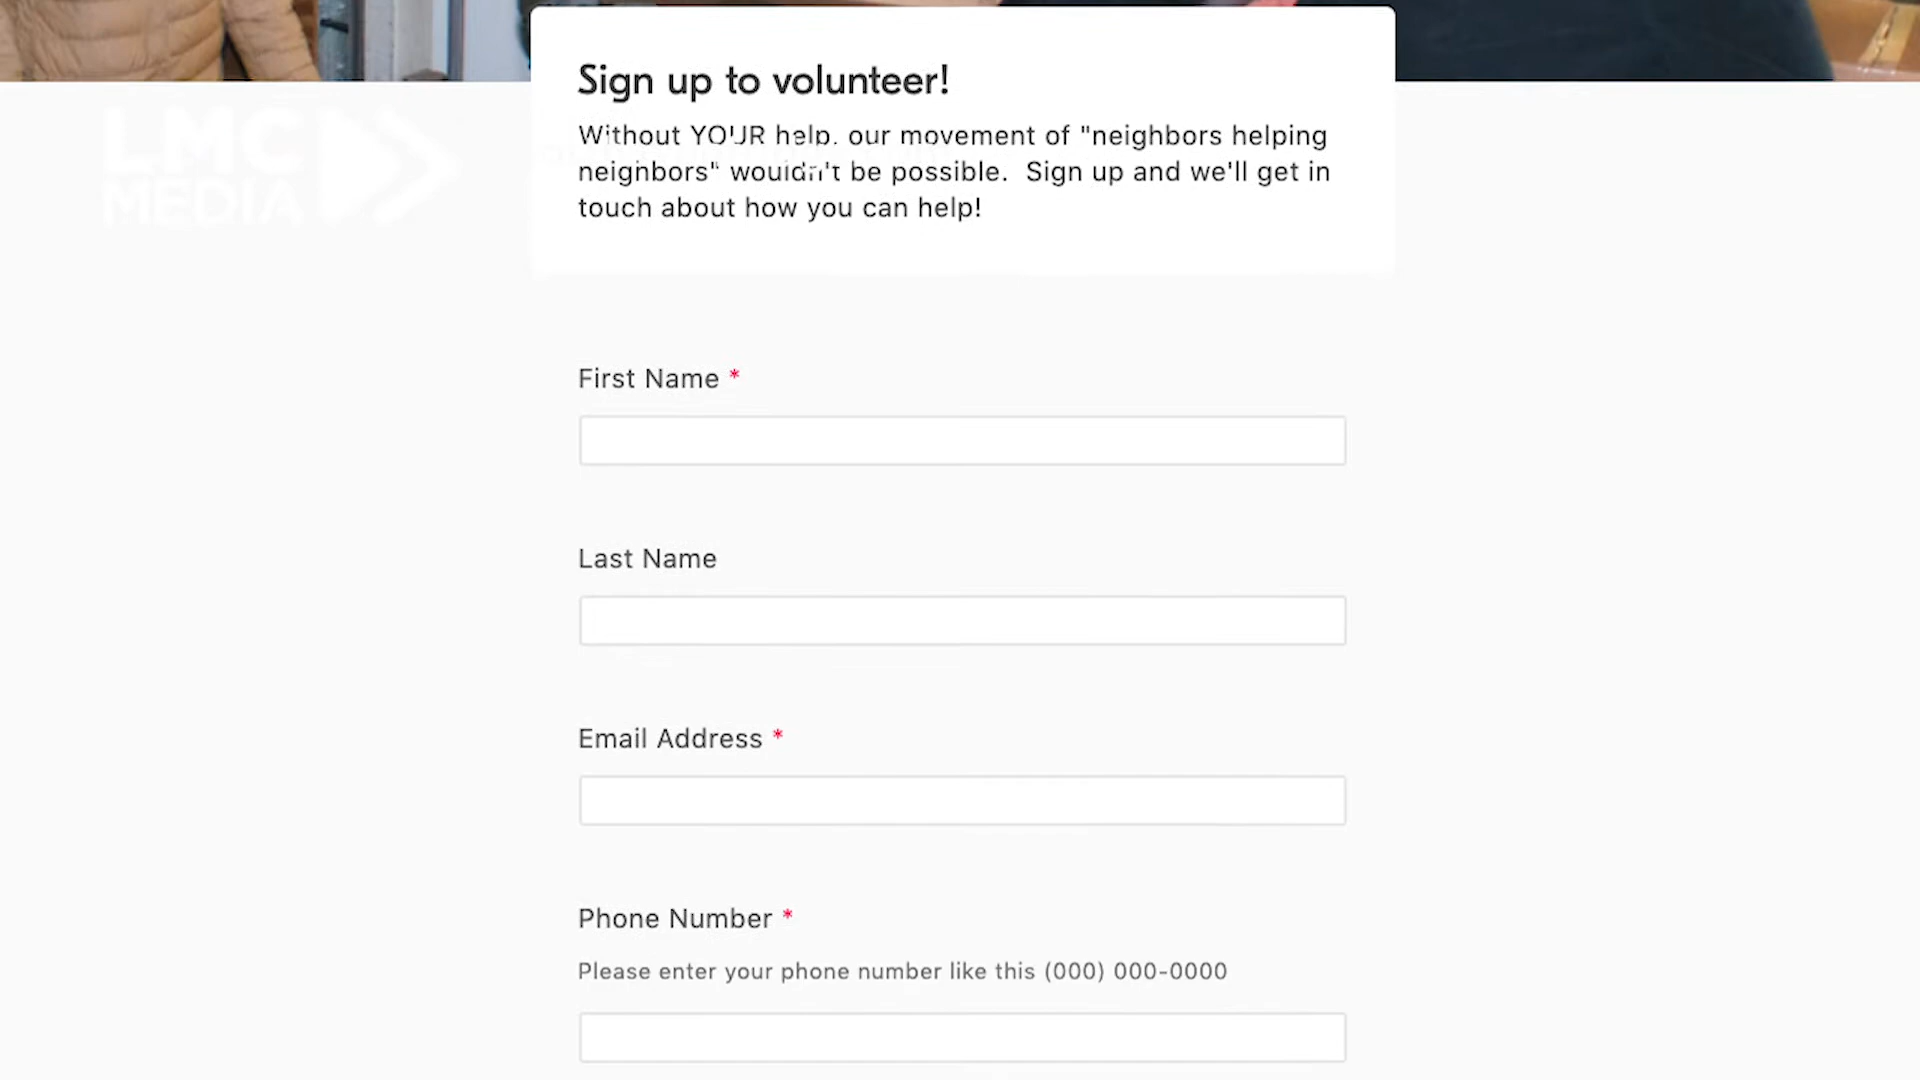 Sign up to volunteer!
Without YOUR help, our movement of "neighbors helping
neighbors" wouldn't be possible. Sign up and we'll get in
touch about how you can help!
LMC
MEDIA
First Name *
Last Name
Email Address *
Phone Number *
Please enter your phone number like this (000) 000-0000